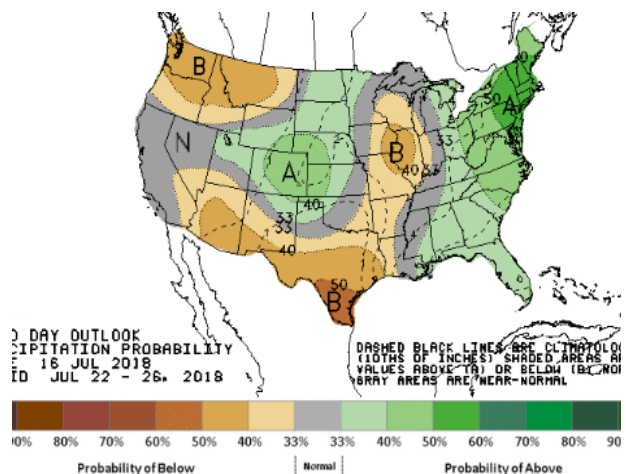 B
N
A
B
A
B
50
40
33
33
40
33
40
33
50
O DAY OUTLOOK
CIPITATION PROBABILITY
16 JUL 2018
ID JUL 22 - 26, 2018
DASHED BLACK LINES ARE CLIMATOLOG
(10THS OF INCHES) SHADED AREAS AR
VALUES ABOVE (A) OR BELOW (B) NOR
GRAY AREAS ARE NEAR-NORMAL
90% 80% 70% 60% 50% 40% 33% 33% 40% 50% 60% 70% 80% 90
Probability of Below Normal Probability of Above